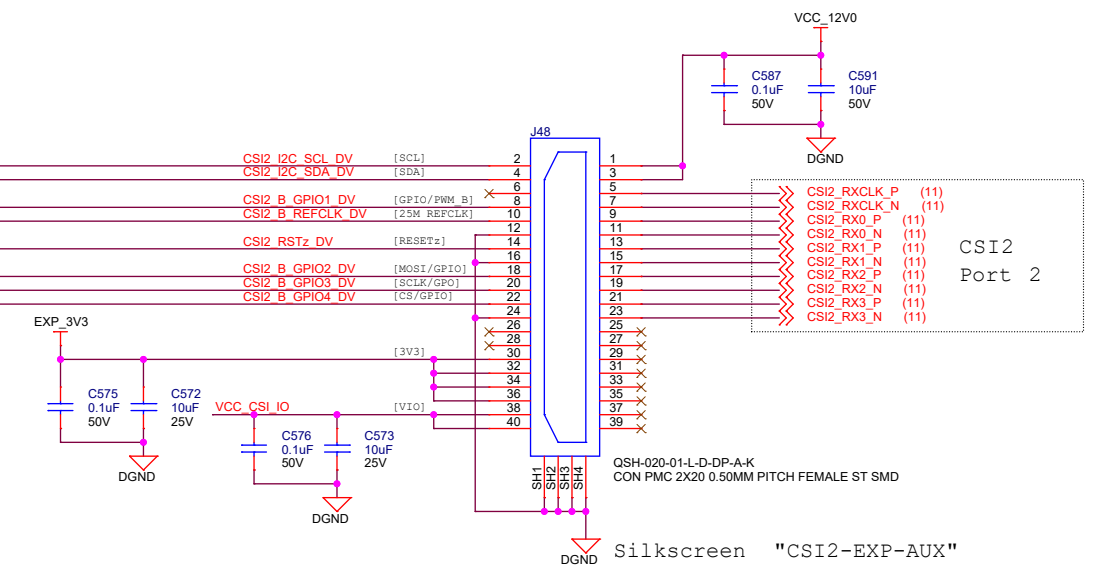 VCC_12V0
C587
0.1uF
50V
C591
10uF
50V
DGND
J48
CSI2_I2C_SCL_DV [SCL] 2 1
CSI2_I2C_SDA_DV [SDA] 4 3
6 5 CSI2_RXCLK_P (11)
CSI2_B_GPIO1_DV [GPIO/PWM_B] 8 7 CSI2_RXCLK_N (11)
CSI2_B_REFCLK_DV [25M REFCLK] 10 9 CSI2_RX0_P (11)
12 11 CSI2_RX0_N (11)
CSI2_RSTz_DV [RESETz] 14 13 CSI2_RX1_P (11)
16 15 CSI2_RX1_N (11)
CSI2_B_GPIO2_DV [MOSI/GPIO] 18 17 CSI2_RX2_P (11)
CSI2_B_GPIO3_DV [SCLK/GPO] 20 19 CSI2_RX2_N (11)
CSI2_B_GPIO4_DV [CS/GPIO] 22 21 CSI2_RX3_P (11)
24 23 CSI2_RX3_N (11)
CSI2
Port 2
EXP_3V3
26 25
28 27
[3V3] 30 29
32 31
34 33
36 35
VCC_CSI_IO [VIO] 38 37
40 39
C575
0.1uF
50V
C572
10uF
25V
DGND
C576
0.1uF
50V
C573
10uF
25V
DGND
SH1
SH2
SH3
SH4
QSH-020-01-L-D-DP-A-K
CON PMC 2X20 0.50MM PITCH FEMALE ST SMD
DGND
Silkscreen "CSI2-EXP-AUX"